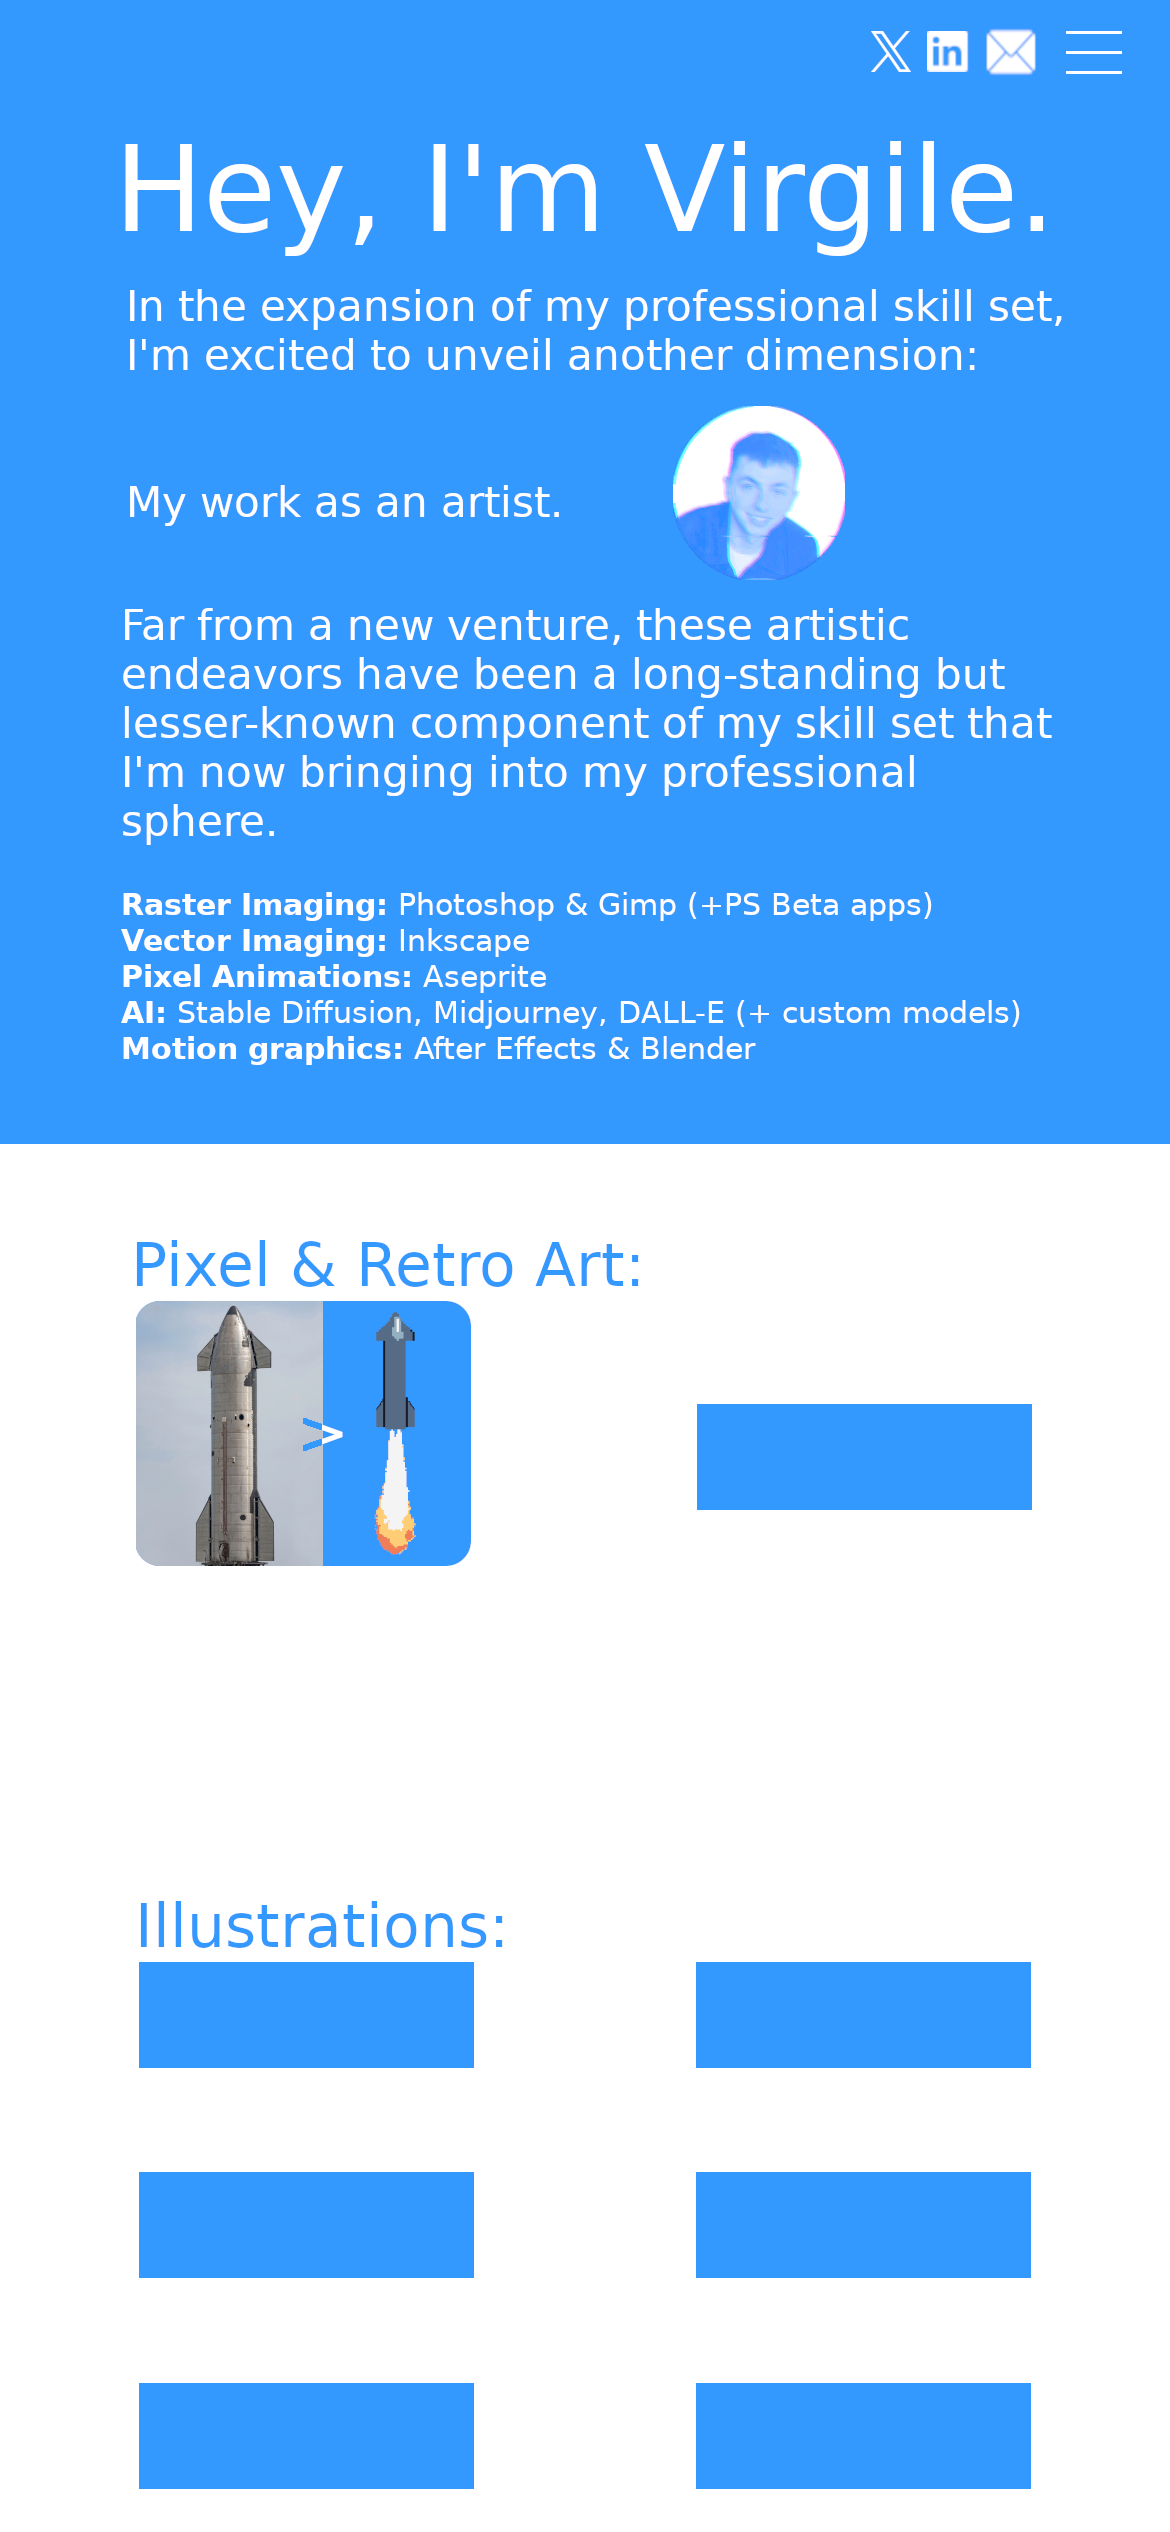 in
Hey, I'm Virgile.
In the expansion of my professional skill set,
I'm excited to unveil another dimension:
My work as an artist.
Far from a new venture, these artistic
endeavors have been a long-standing but
lesser-known component of my skill set that
I'm now bringing into my professional
sphere.
Raster Imaging: Photoshop & Gimp (+PS Beta apps)
Vector Imaging: Inkscape
Pixel Animations: Aseprite
AI: Stable Diffusion, Midjourney, DALL-E (+ custom models)
Motion graphics: After Effects & Blender
Pixel & Retro Art:
>
Illustrations: